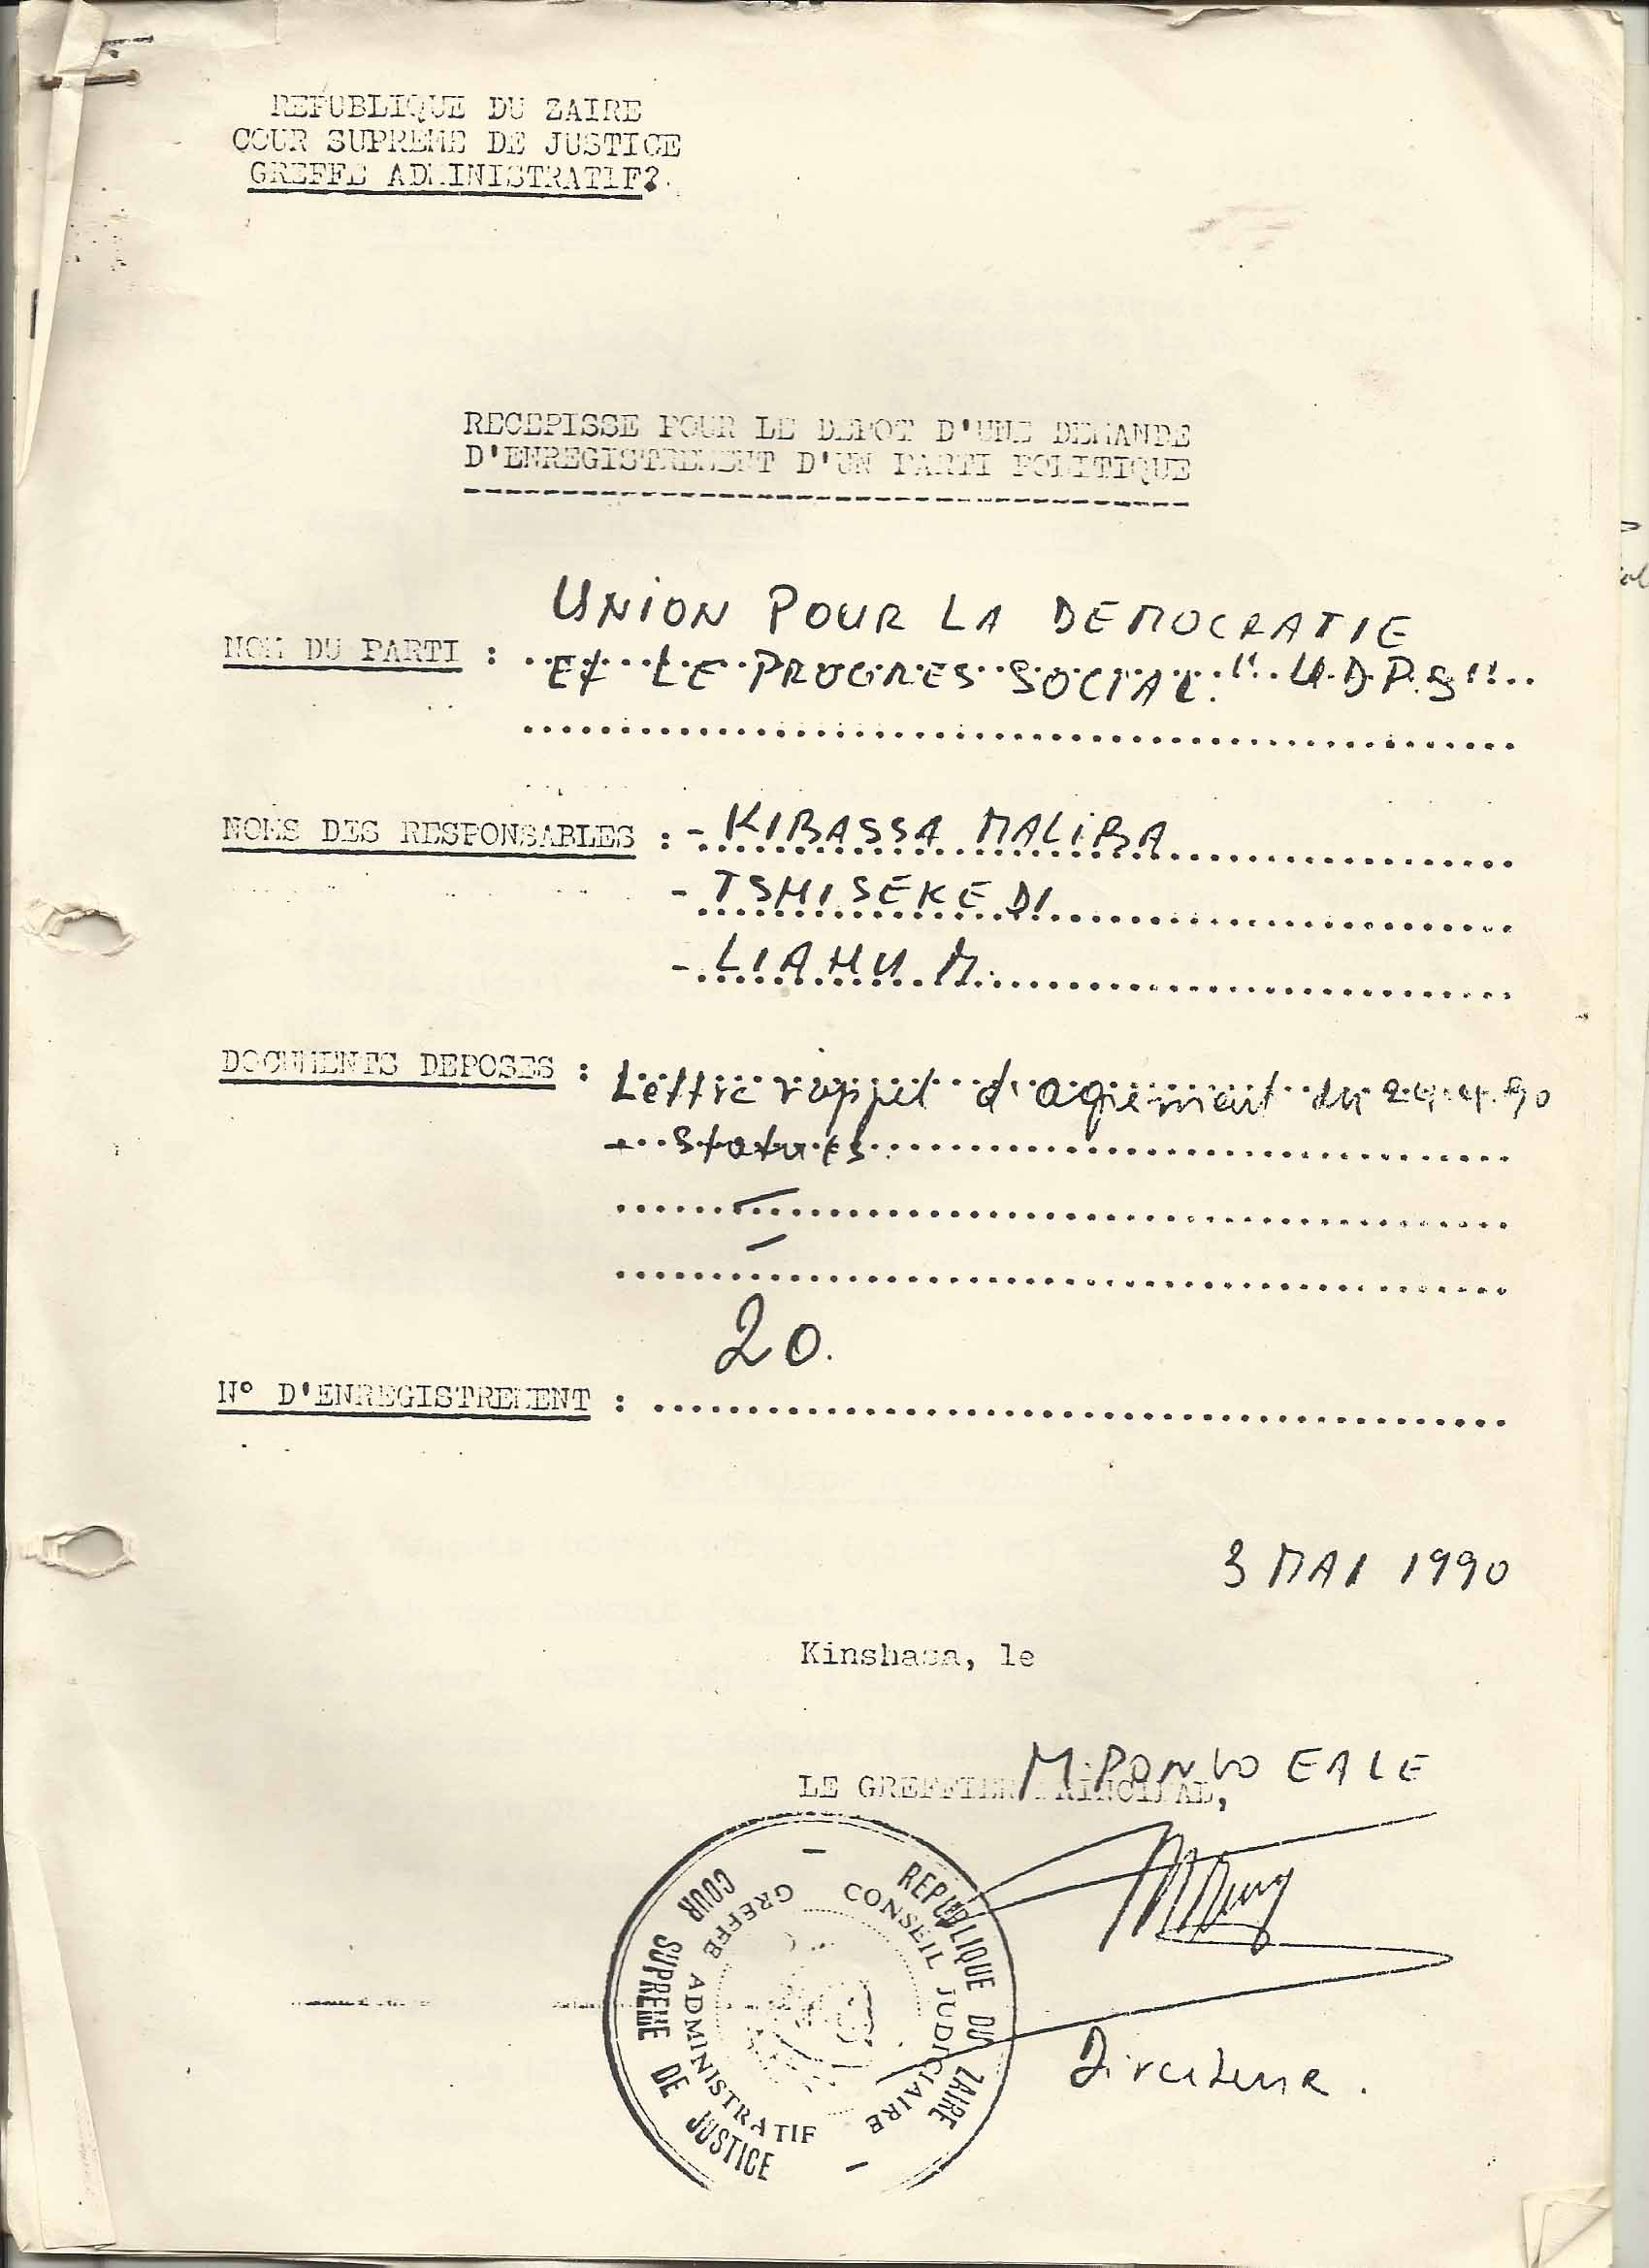 REPUBLIQUE DU ZAIRE
COUR SUPREME DE JUSTICE
GREFFE ADMINISTRATIF?.
RECEPISSE POUR LE DEPOT D'UNE DEMANDE
D'ENREGISTREMENT D'UN PARTI POLITIQUE
UNION POUR LA DEMOCRATIE
NOM DU PARTI : Et LE PROGRES SOCIAL. "U.D.P.S"
NOMS DES RESPONSABLES : - KIBASSA MALIBA
- TSHISEKEDI
- LIAHU M.
DOCUMENTS DEPOSES : Lettre rappel d'agrément du 24.4.90
+ statuts
20.
N° D'ENREGISTREMENT :
3 MAI 1990
Kinshasa, le
M.PONVO EALE
LE GREFFIER PRINCIPAL,
REPUBLIQUE DU ZAIRE
CONSEIL JUDICIAIRE
COUR SUPREME DE JUSTICE
GREFFE ADMINISTRATIF
Directeur.